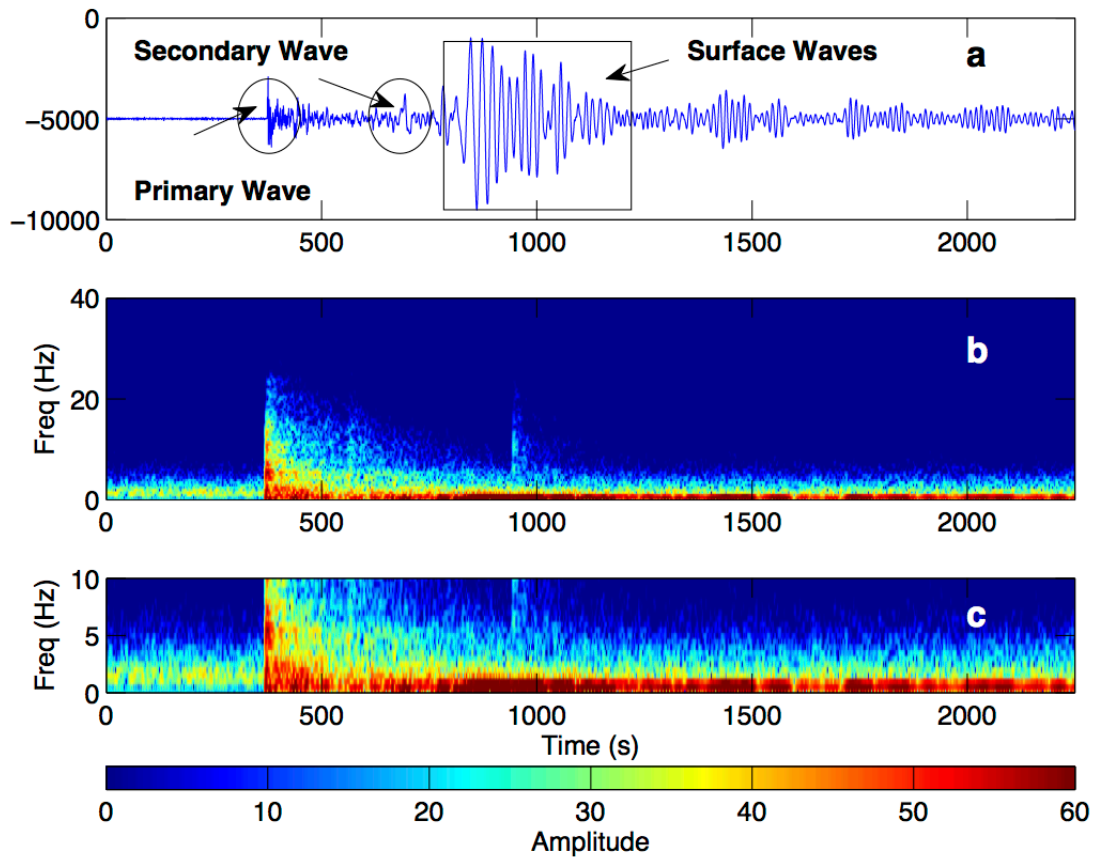 0
Secondary Wave
Surface Waves
a
−5000
Primary Wave
−10000
0 500 1000 1500 2000
40
b
20
Freq (Hz)
0
0 500 1000 1500 2000
10
c
5
Freq (Hz)
0
0 500 1000 1500 2000
Time (s)
0 10 20 30 40 50 60
Amplitude